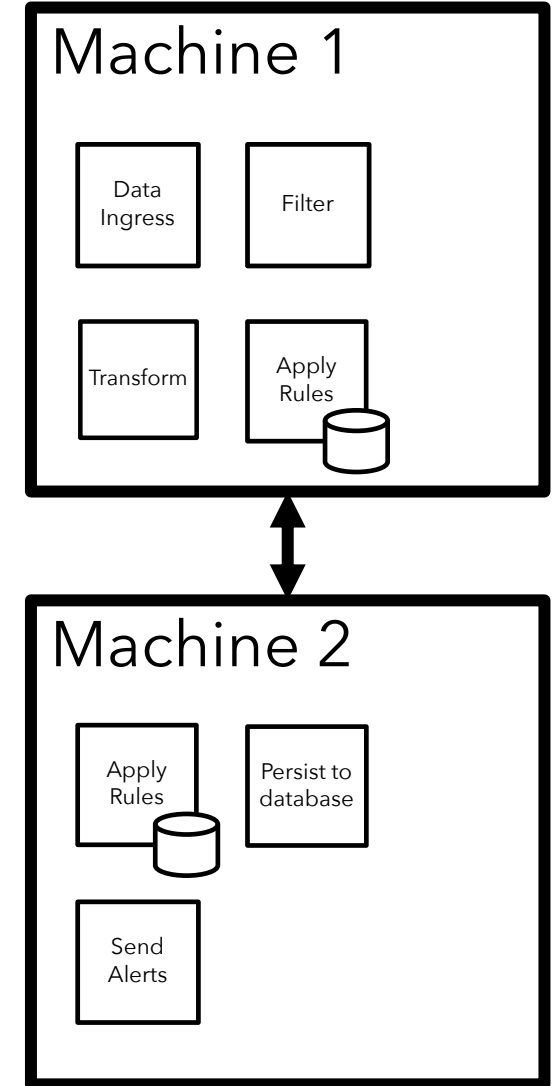 Machine 1
Data
Ingress
Filter
Transform
Apply
Rules
Machine 2
Apply
Rules
Persist to
database
Send
Alerts